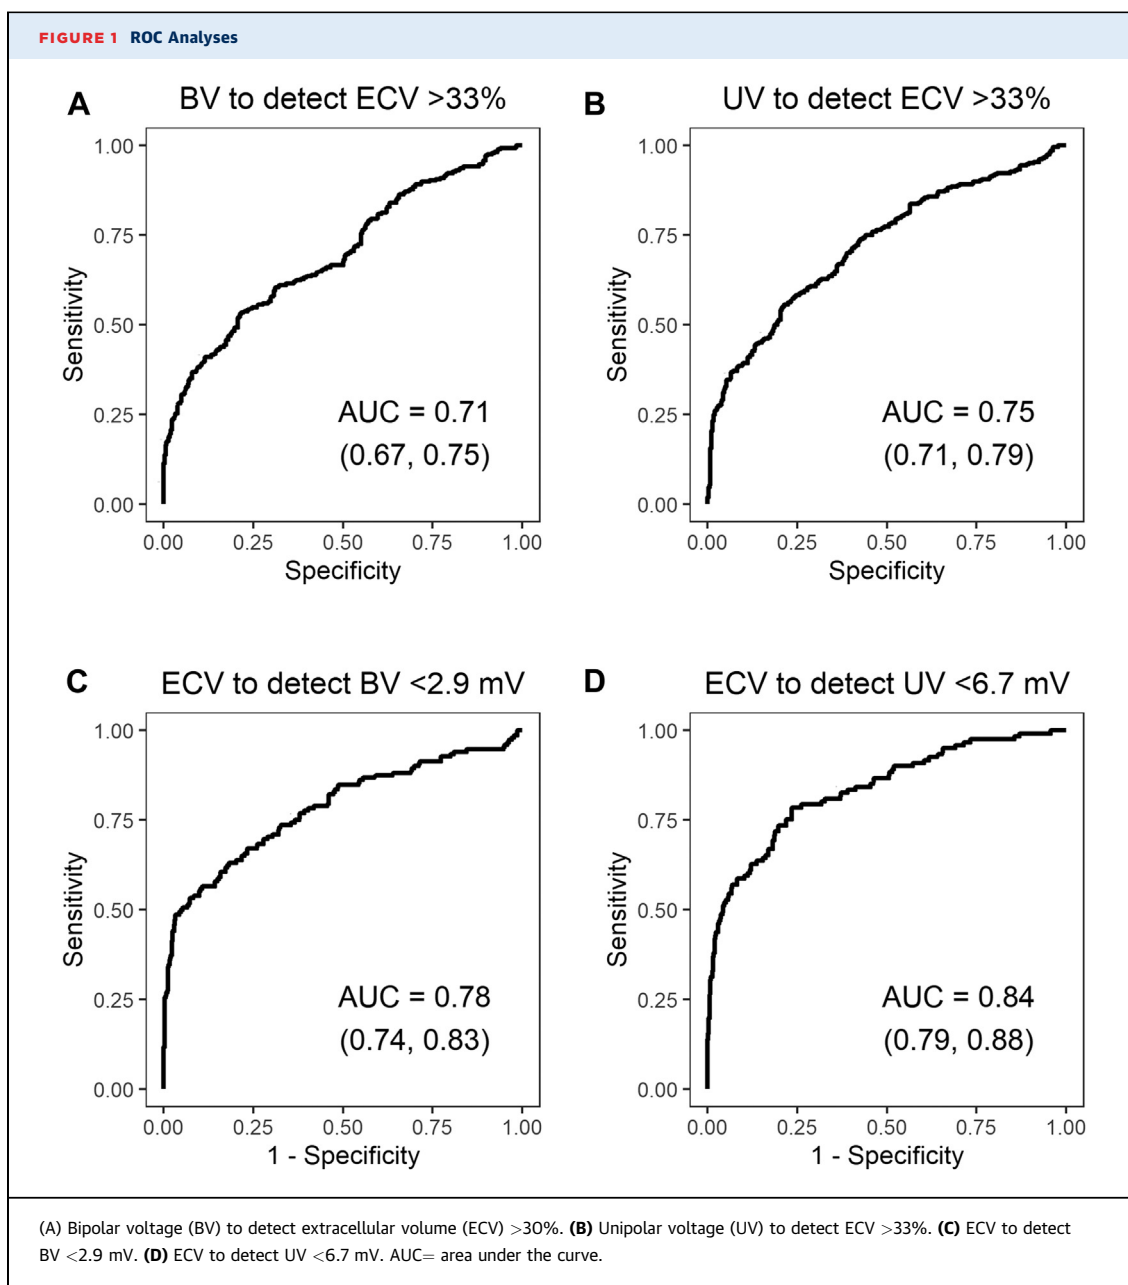 FIGURE 1 ROC Analyses
A BV to detect ECV >33%
1.00
0.75
0.50
0.25
0.00
Sensitivity
AUC = 0.71
(0.67, 0.75)
0.00 0.25 0.50 0.75 1.00
Specificity
B UV to detect ECV >33%
1.00
0.75
0.50
0.25
0.00
Sensitivity
AUC = 0.75
(0.71, 0.79)
0.00 0.25 0.50 0.75 1.00
Specificity
C ECV to detect BV <2.9 mV
1.00
0.75
0.50
0.25
0.00
Sensitivity
AUC = 0.78
(0.74, 0.83)
0.00 0.25 0.50 0.75 1.00
1 - Specificity
D ECV to detect UV <6.7 mV
1.00
0.75
0.50
0.25
0.00
Sensitivity
AUC = 0.84
(0.79, 0.88)
0.00 0.25 0.50 0.75 1.00
1 - Specificity
(A) Bipolar voltage (BV) to detect extracellular volume (ECV) >30%. (B) Unipolar voltage (UV) to detect ECV >33%. (C) ECV to detect
BV <2.9 mV. (D) ECV to detect UV <6.7 mV. AUC= area under the curve.